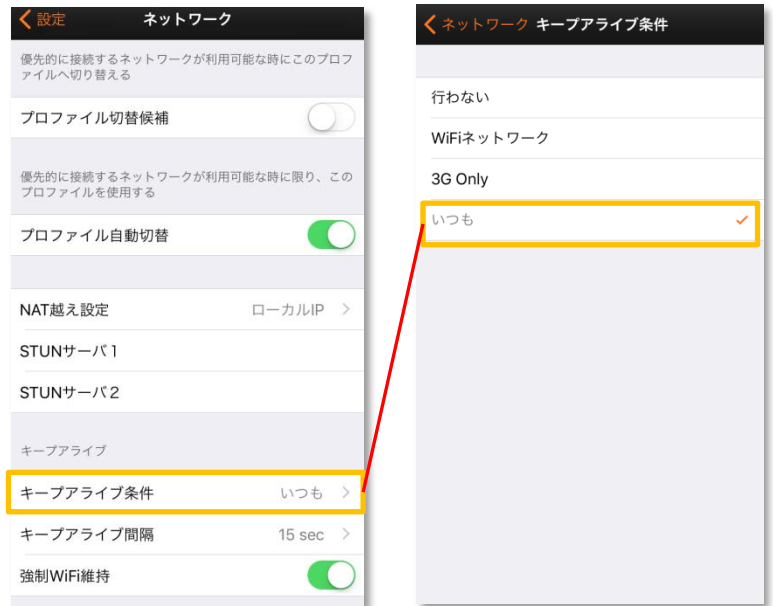 設定 ネットワーク
優先的に接続するネットワークが利用可能な時にこのプロフ
ァイルへ切り替える
プロファイル切替候補
優先的に接続するネットワークが利用可能な時に限り、この
プロファイルを使用する
プロファイル自動切替
NAT越え設定 ローカルIP
STUNサーバ1
STUNサーバ2
キープアライブ
キープアライブ条件 いつも
キープアライブ間隔 15 sec
強制WiFi維持
ネットワーク キープアライブ条件
行わない
WiFiネットワーク
3G Only
いつも